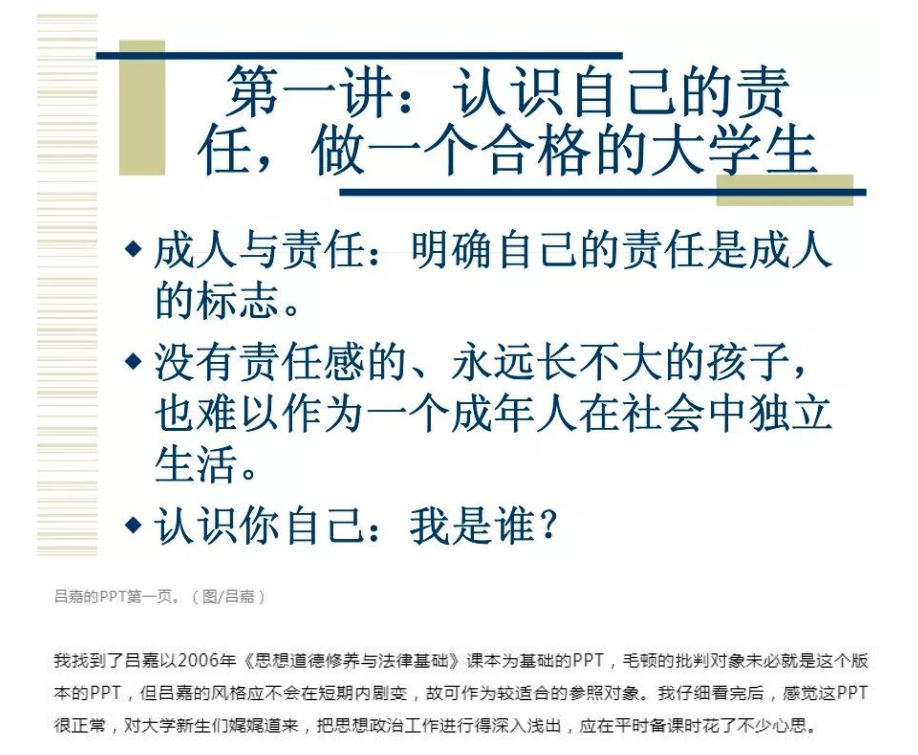 第一讲：认识自己的责
任，做一个合格的大学生
◆成人与责任：明确自己的责任是成人
的标志。
◆没有责任感的、永远长不大的孩子，
也难以作为一个成年人在社会中独立
生活。
◆认识你自己：我是谁？
吕嘉的PPT第一页。（图/吕嘉）
我找到了吕嘉以2006年《思想道德修养与法律基础》课本为基础的PPT，毛顿的批判对象未必就是这个版
本的PPT，但吕嘉的风格应不会在短期内剧变，故可作为较适合的参照对象。我仔细看完后，感觉这PPT
很正常，对大学新生们娓娓道来，把思想政治工作进行得深入浅出，应在平时备课时花了不少心思。